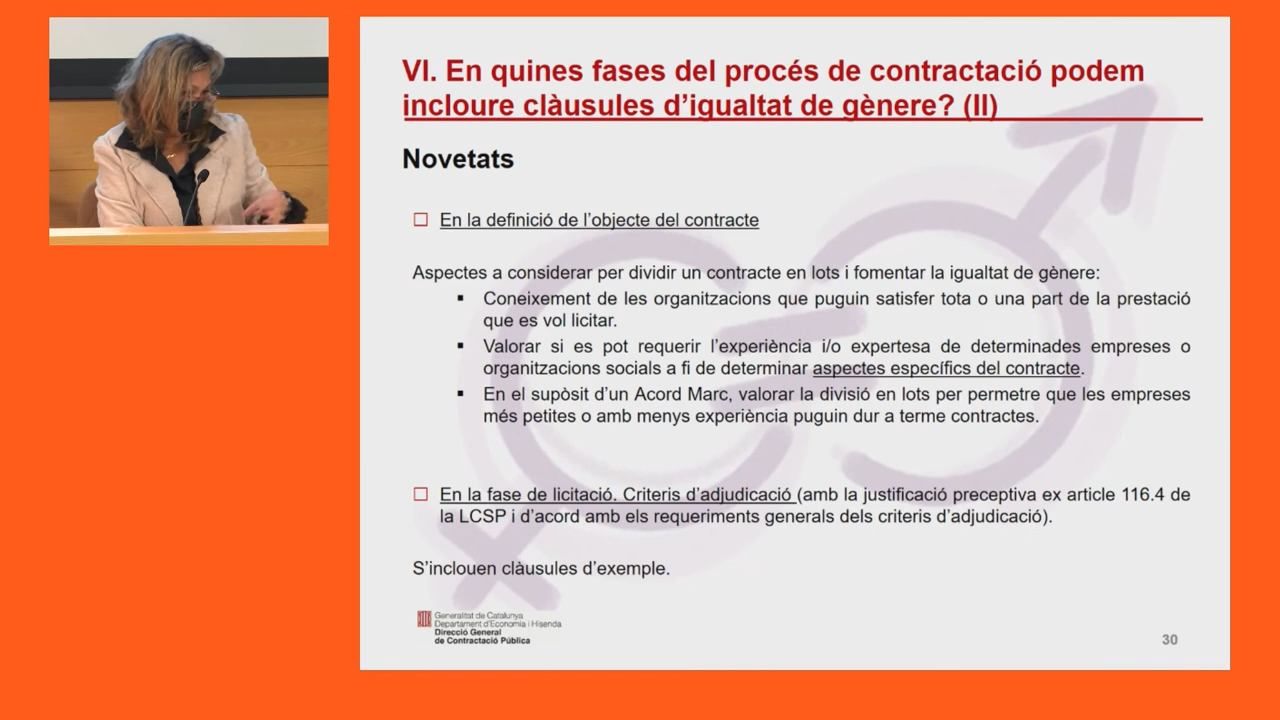 VI. En quines fases del procés de contractació podem
incloure clàusules d’igualtat de gènere? (II)
Novetats
En la definició de l’objecte del contracte
Aspectes a considerar per dividir un contracte en lots i fomentar la igualtat de gènere:
Coneixement de les organitzacions que puguin satisfer tota o una part de la prestació
que es vol licitar.
Valorar si es pot requerir l’experiència i/o expertesa de determinades empreses o
organitzacions socials a fi de determinar aspectes específics del contracte.
En el supòsit d’un Acord Marc, valorar la divisió en lots per permetre que les empreses
més petites o amb menys experiència puguin dur a terme contractes.
En la fase de licitació. Criteris d’adjudicació (amb la justificació preceptiva ex article 116.4 de
la LCSP i d’acord amb els requeriments generals dels criteris d’adjudicació).
S’inclouen clàusules d’exemple.
Generalitat de Catalunya
Departament d’Economia i Hisenda
Direcció General
de Contractació Pública
30